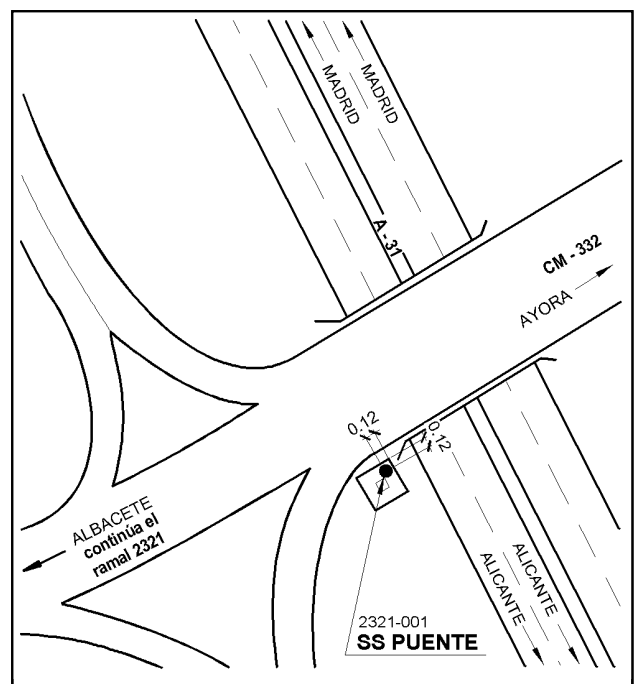 MADRID
MADRID
A - 31
CM - 332
AYORA
0.12
0.12
ALBACETE
continúa el
ramal 2321
ALICANTE
ALICANTE
2321-001
SS PUENTE